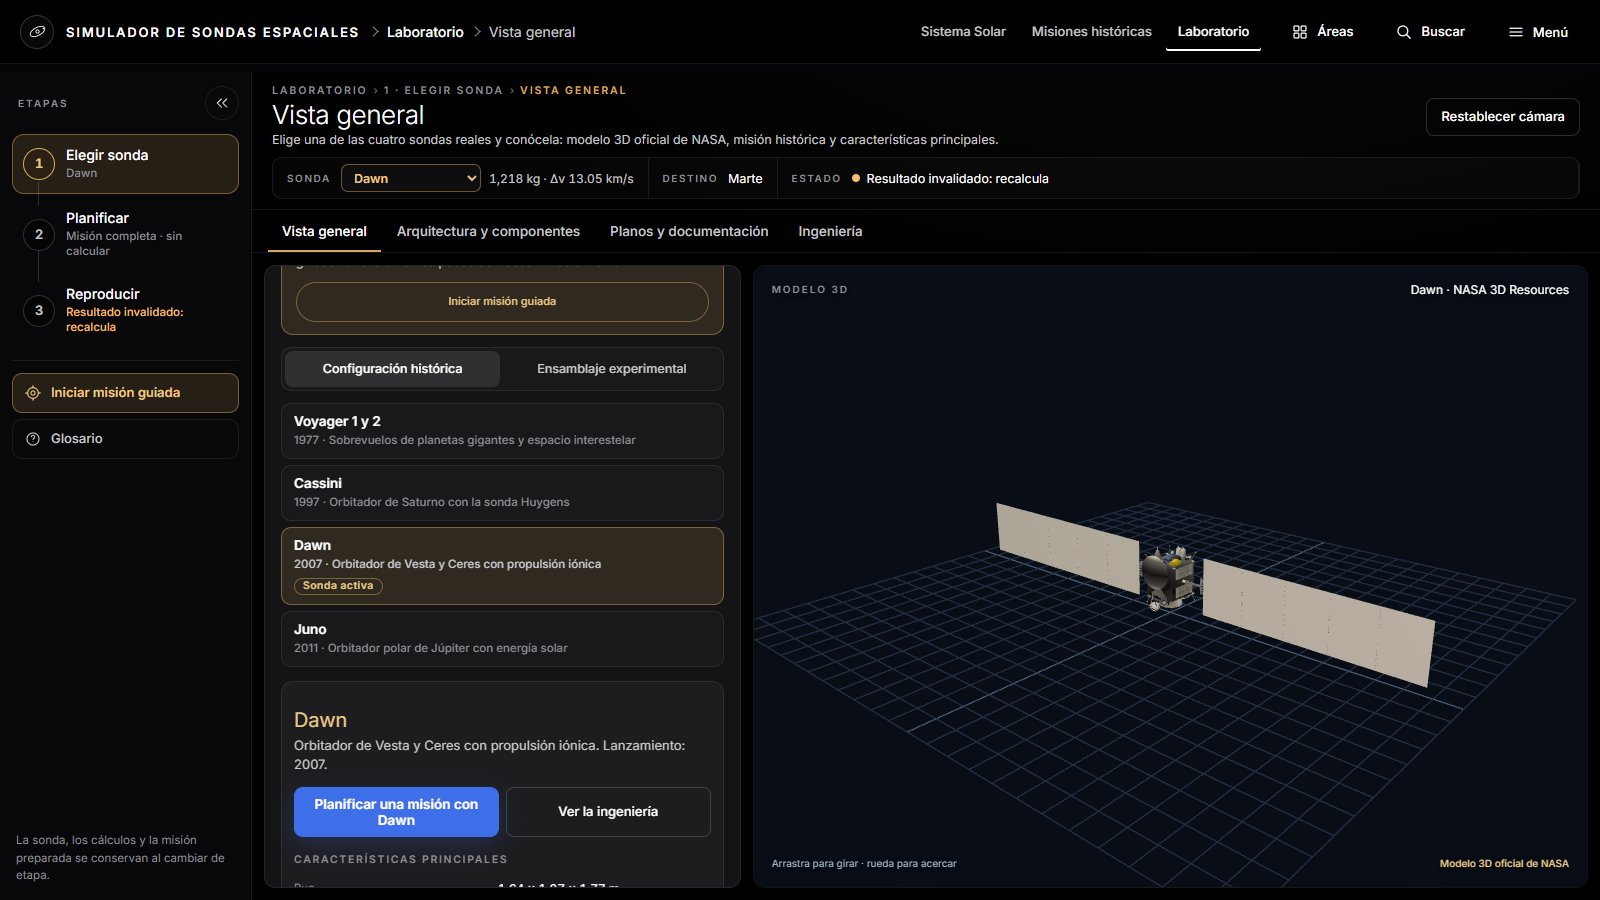 SIMULADOR DE SONDAS ESPACIALES
Laboratorio
Vista general
Sistema Solar
Misiones históricas
Laboratorio
Áreas
Buscar
Menú
ETAPAS
1
Elegir sonda
Dawn
2
Planificar
Misión completa · sin
calcular
3
Reproducir
Resultado invalidado:
recalcula
Iniciar misión guiada
Glosario
La sonda, los cálculos y la misión
preparada se conservan al cambiar de
etapa.
LABORATORIO › 1 · ELEGIR SONDA › VISTA GENERAL
Vista general
Elige una de las cuatro sondas reales y conócela: modelo 3D oficial de NASA, misión histórica y características principales.
Restablecer cámara
SONDA
Dawn
1,218 kg · Δv 13.05 km/s
DESTINO
Marte
ESTADO
Resultado invalidado: recalcula
Vista general
Arquitectura y componentes
Planos y documentación
Ingeniería
Iniciar misión guiada
Configuración histórica
Ensamblaje experimental
Voyager 1 y 2
1977 · Sobrevuelos de planetas gigantes y espacio interestelar
Cassini
1997 · Orbitador de Saturno con la sonda Huygens
Dawn
2007 · Orbitador de Vesta y Ceres con propulsión iónica
Sonda activa
Juno
2011 · Orbitador polar de Júpiter con energía solar
Dawn
Orbitador de Vesta y Ceres con propulsión iónica. Lanzamiento:
2007.
Planificar una misión con
Dawn
Ver la ingeniería
CARACTERÍSTICAS PRINCIPALES
MODELO 3D
Dawn · NASA 3D Resources
Arrastra para girar · rueda para acercar
Modelo 3D oficial de NASA